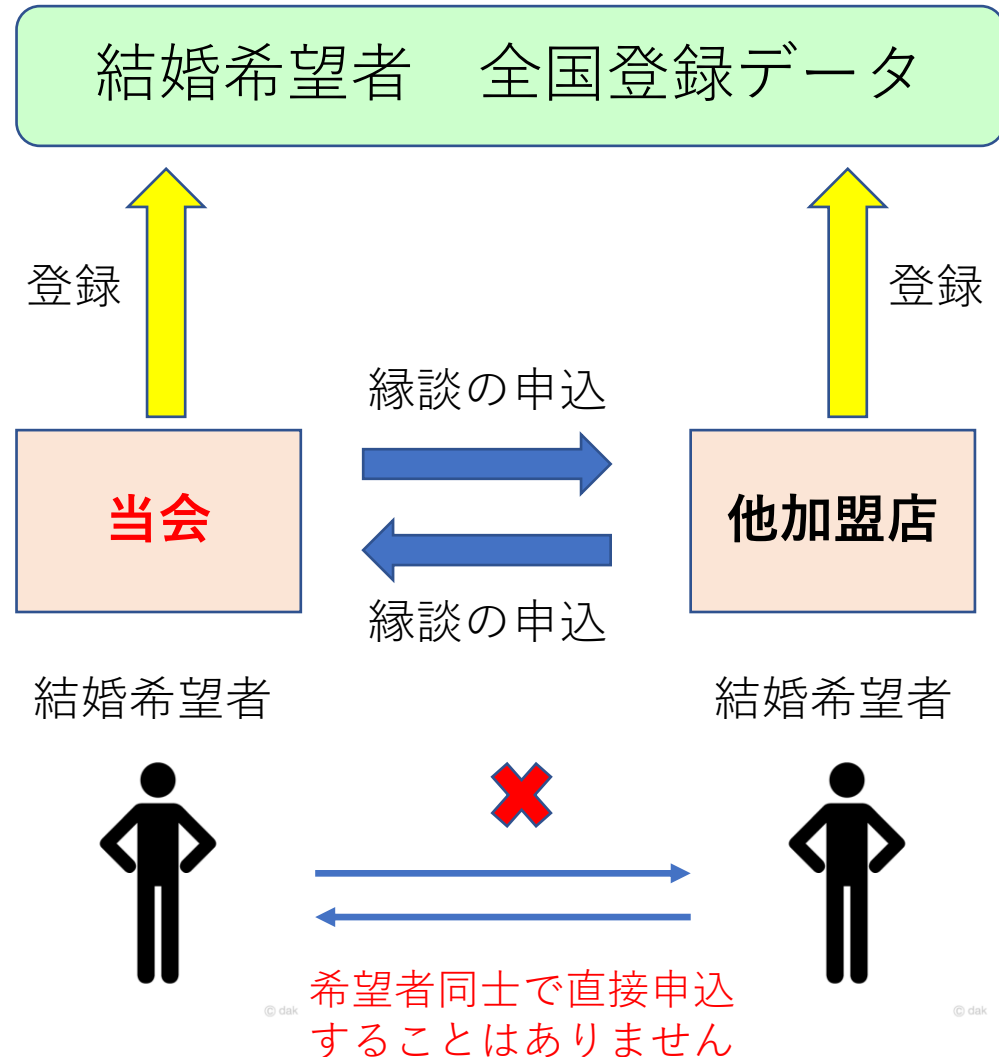 結婚希望者　全国登録データ
登録
登録
縁談の申込
当会
他加盟店
縁談の申込
結婚希望者
結婚希望者
希望者同士で直接申込
することはありません
© dak
© dak